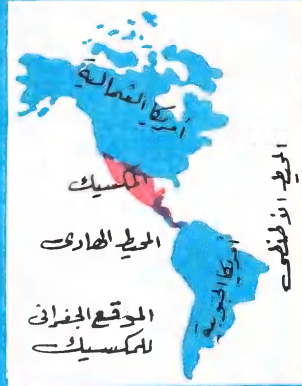 أمريكا الشمالية
المكسيك
المحيط الأطلنطى
المحيط الهادى
أمريكا الجنوبية
الموقع الجغرافى
للمكسيك